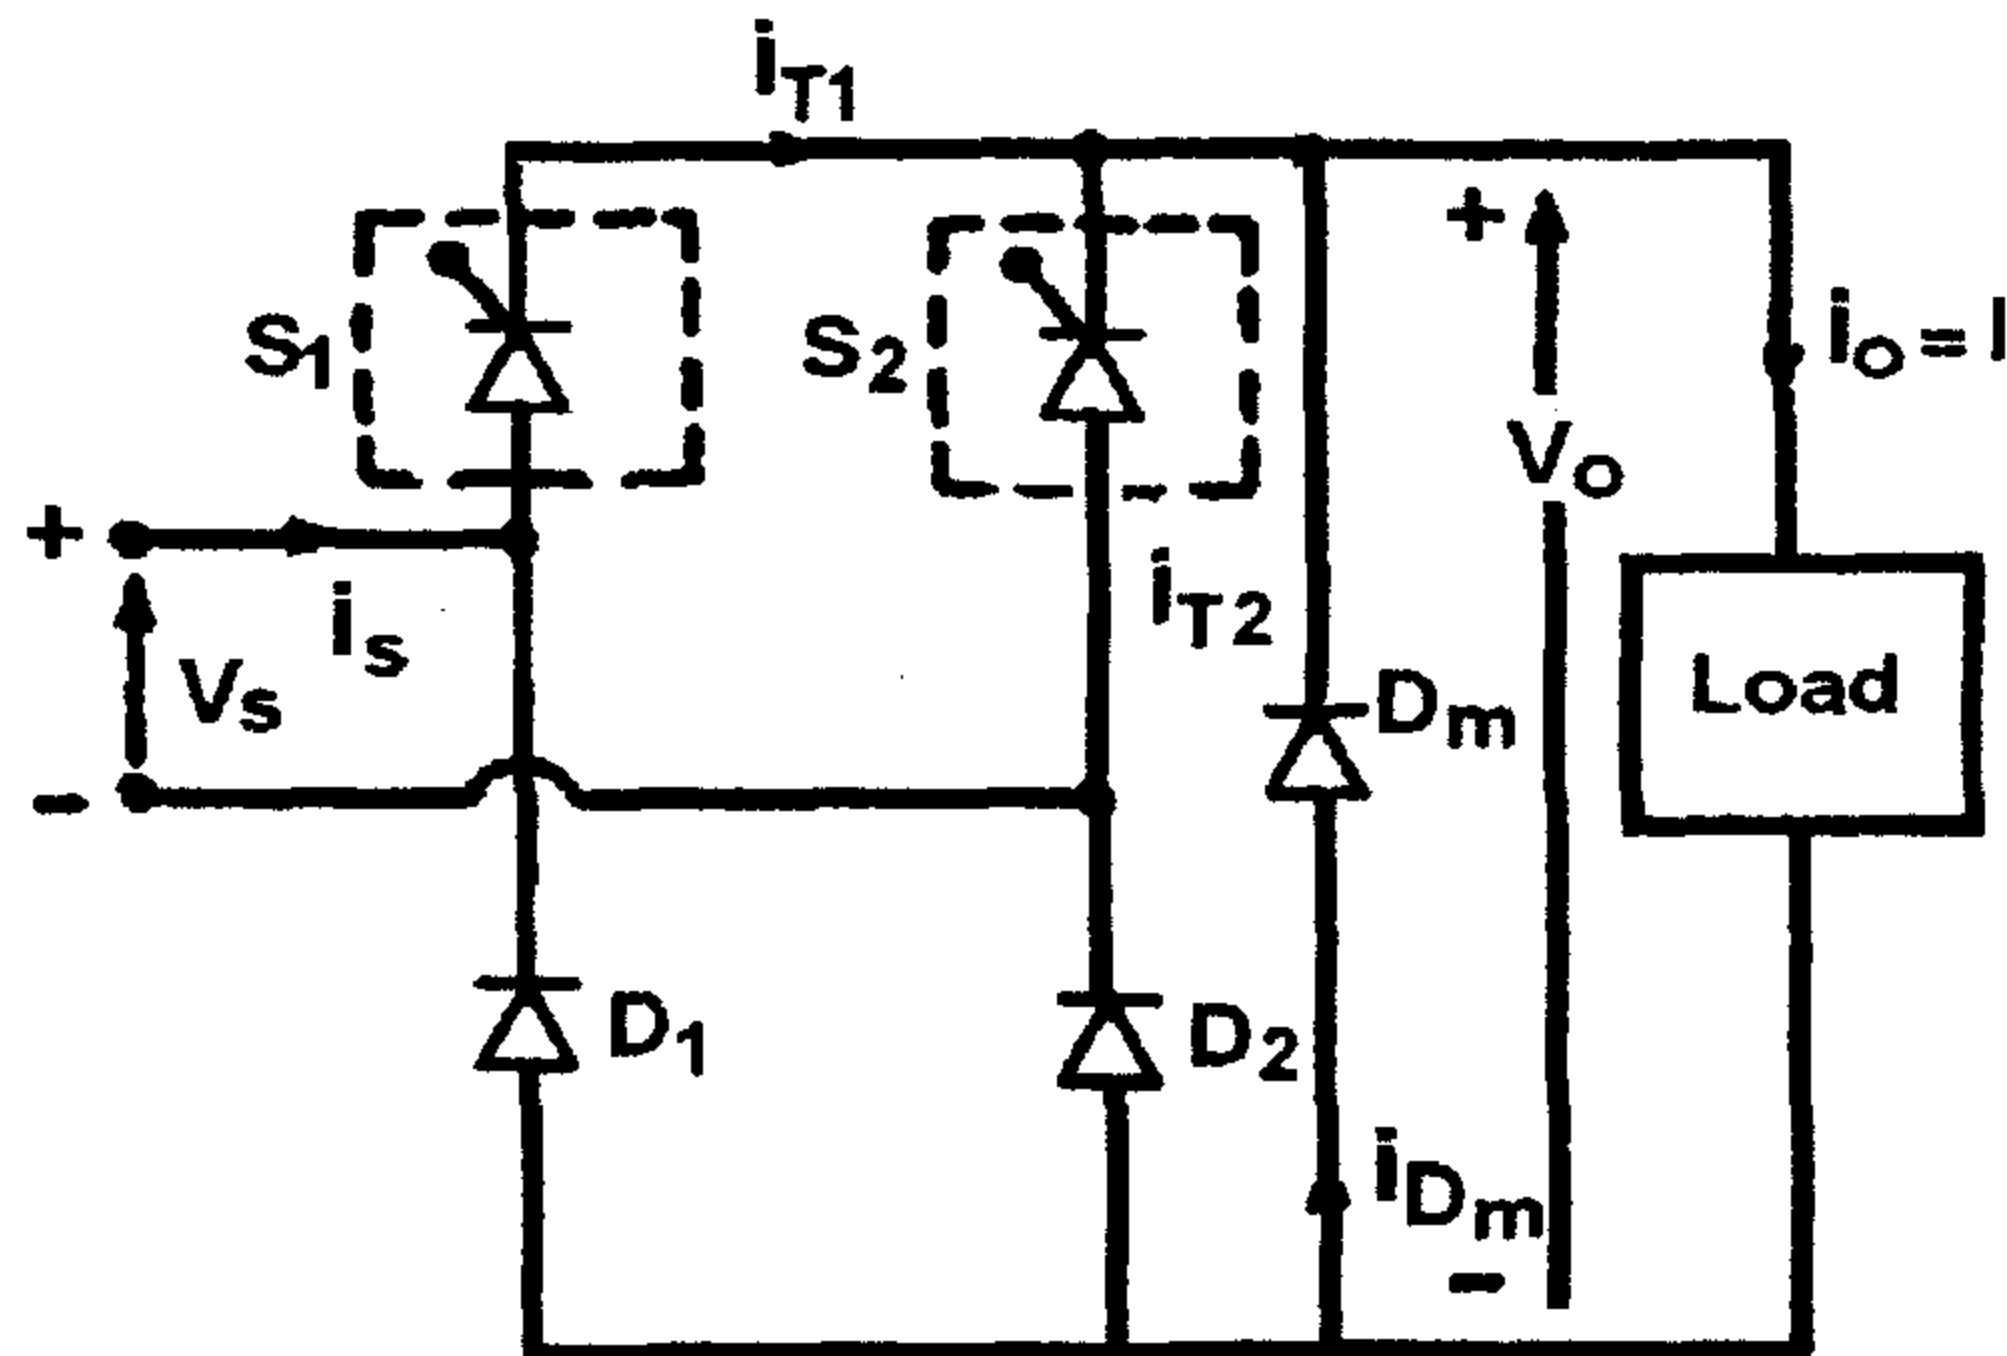 iT1
+
S1
S2
io = I
Vo
+
is
iT2
Vs
Dm
Load
-
D1
D2
iDm
-